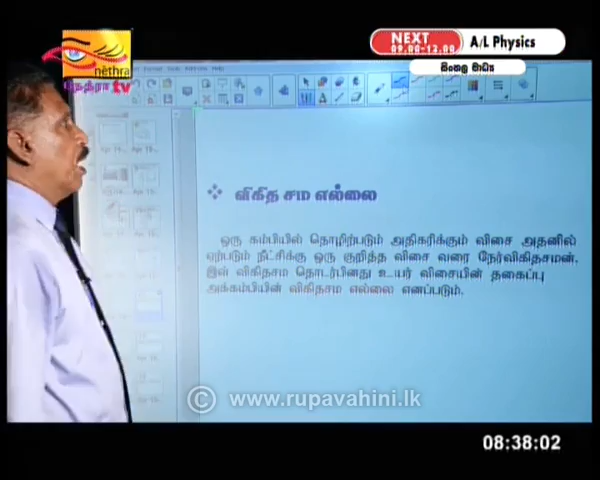 NEXT
09.00-12.00
A/L Physics
සිංහල මාධ්‍ය
nethra
நேத்ரா tv
❖ விகித சம எல்லை
ஒரு கம்பியில் தொழிற்படும் அதிகரிக்கும் விசை அதனில்
ஏற்படும் நீட்சிக்கு ஒரு குறித்த விசை வரை நேர்விகிதசமன்.
இவ் விகிதசம தொடர்பினது உயர் விசையின் தகைப்பு
அக்கம்பியின் விகிதசம எல்லை எனப்படும்.
© www.rupavahini.lk
08:38:02